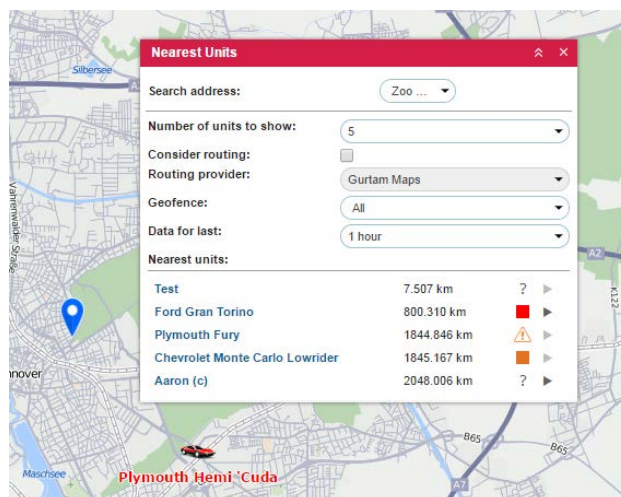 Nearest Units
Silbersee
Search address: Zoo ...
Number of units to show: 5
Consider routing:
Routing provider: Gurtam Maps
Geofence: All
Data for last: 1 hour
Nearest units:
Test 7.507 km ?
Ford Gran Torino 800.310 km
Plymouth Fury 1844.846 km
Chevrolet Monte Carlo Lowrider 1845.167 km
Aaron (c) 2048.006 km ?
Vahrenwalder Straße
A2
K122
nnover
B65
B65
Maschsee
Plymouth Hemi 'Cuda
A7